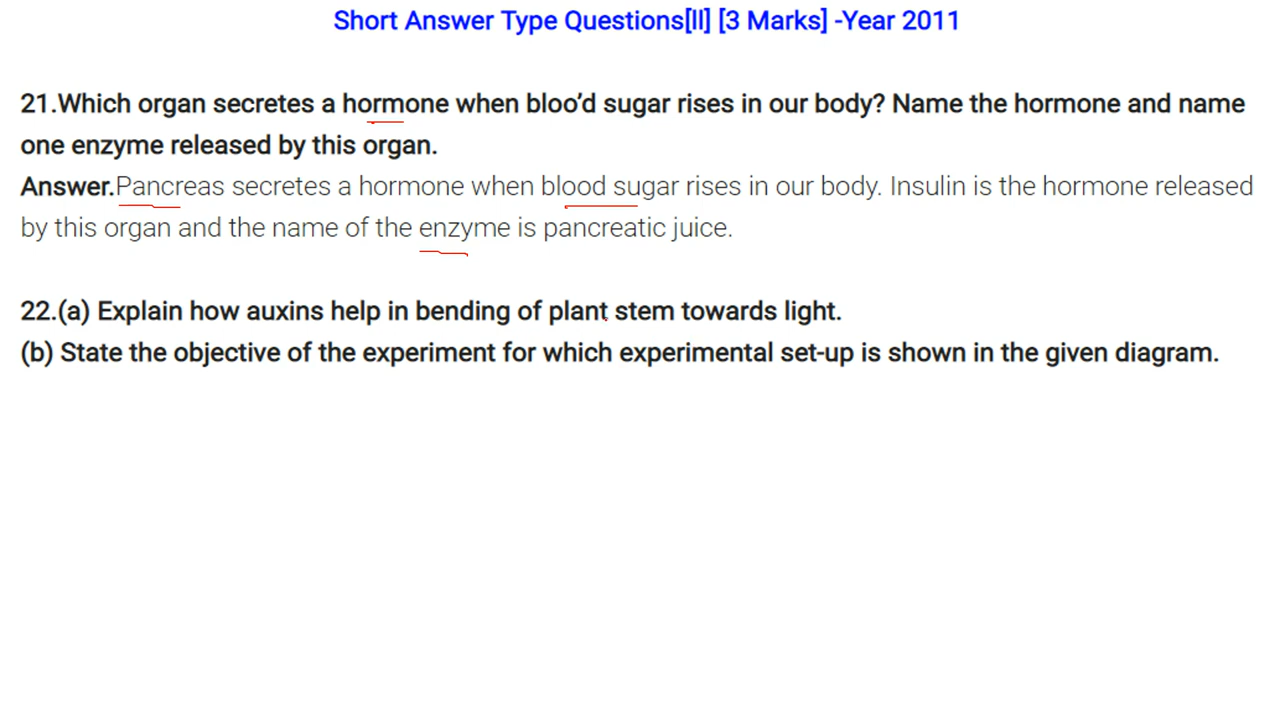 Short Answer Type Questions[II] [3 Marks] -Year 2011
21.Which organ secretes a hormone when bloo’d sugar rises in our body? Name the hormone and name
one enzyme released by this organ.
Answer.Pancreas secretes a hormone when blood sugar rises in our body. Insulin is the hormone released
by this organ and the name of the enzyme is pancreatic juice.
22.(a) Explain how auxins help in bending of plant stem towards light.
(b) State the objective of the experiment for which experimental set-up is shown in the given diagram.